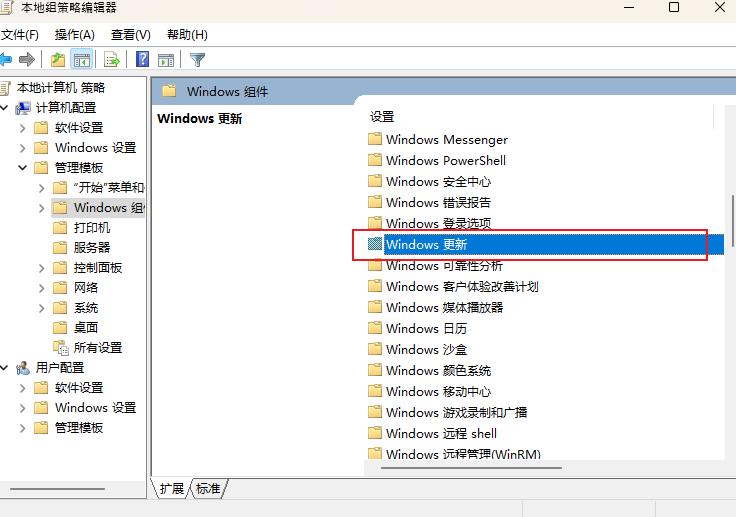 本地组策略编辑器
文件(F) 操作(A) 查看(V) 帮助(H)
本地计算机 策略
计算机配置
软件设置
Windows 设置
管理模板
"开始"菜单和
Windows 组
打印机
服务器
控制面板
网络
系统
桌面
所有设置
用户配置
软件设置
Windows 设置
管理模板
Windows 组件
Windows 更新
设置
Windows Messenger
Windows PowerShell
Windows 安全中心
Windows 错误报告
Windows 登录选项
Windows 更新
Windows 可靠性分析
Windows 客户体验改善计划
Windows 媒体播放器
Windows 日历
Windows 沙盒
Windows 颜色系统
Windows 移动中心
Windows 游戏录制和广播
Windows 远程 shell
Windows 远程管理(WinRM)
扩展 标准